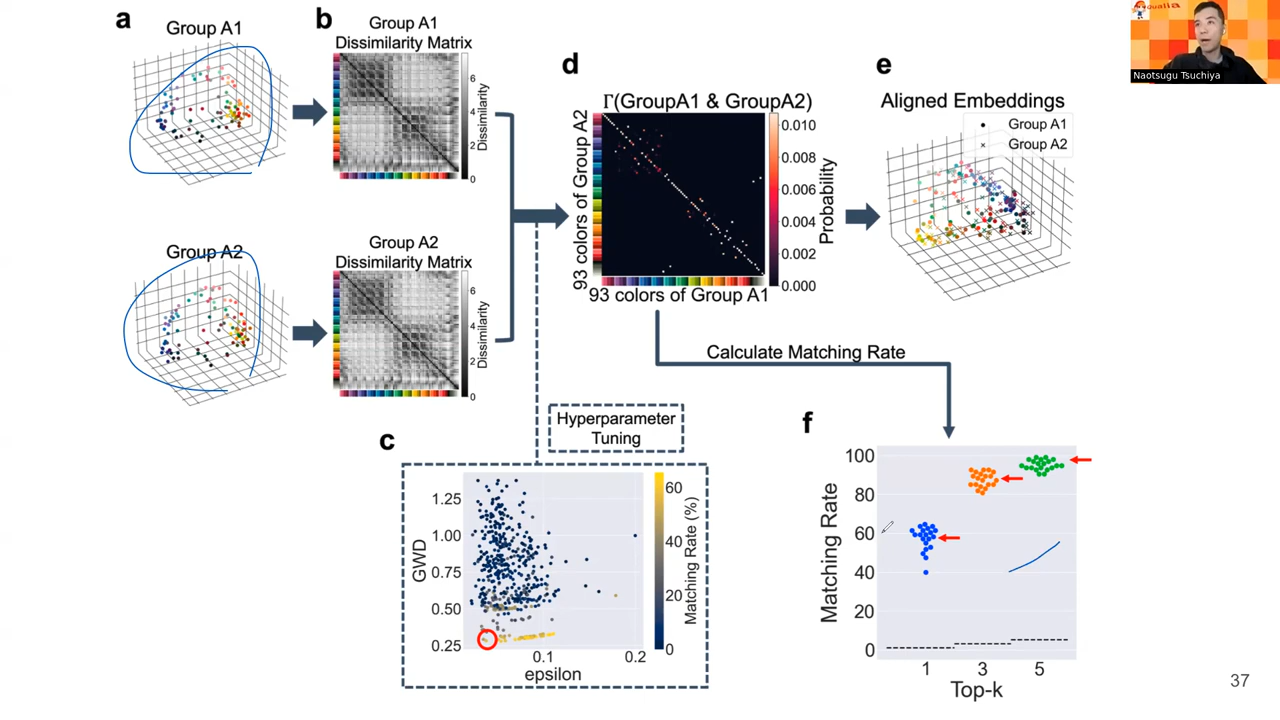 a
Group A1
b
Group A1
Dissimilarity Matrix
6
4
2
0
Dissimilarity
Group A2
Group A2
Dissimilarity Matrix
6
4
2
0
Dissimilarity
d
Γ(GroupA1 & GroupA2)
93 colors of Group A2
93 colors of Group A1
0.010
0.008
0.006
0.004
0.002
0.000
Probability
e
Aligned Embeddings
Group A1
Group A2
Qualia
Naotsugu Tsuchiya
Calculate Matching Rate
Hyperparameter
Tuning
c
GWD
1.25
1.00
0.75
0.50
0.25
0.1
0.2
epsilon
60
40
20
0
Matching Rate (%)
f
Matching Rate
100
80
60
40
20
0
1
3
5
Top-k
37